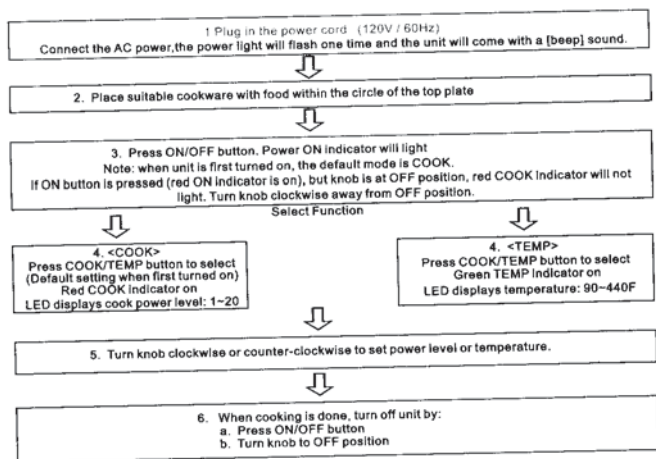 1 Plug in the power cord (120V / 60Hz)
Connect the AC power,the power light will flash one time and the unit will come with a [beep] sound.
2. Place suitable cookware with food within the circle of the top plate
3. Press ON/OFF button. Power ON indicator will light
Note: when unit is first turned on, the default mode is COOK.
If ON button is pressed (red ON indicator is on), but knob is at OFF position, red COOK indicator will not
light. Turn knob clockwise away from OFF position.
Select Function
4. <COOK>
Press COOK/TEMP button to select
(Default setting when first turned on)
Red COOK indicator on
LED displays cook power level: 1~20
4. <TEMP>
Press COOK/TEMP button to select
Green TEMP indicator on
LED displays temperature: 90~440F
5. Turn knob clockwise or counter-clockwise to set power level or temperature.
6. When cooking is done, turn off unit by:
a. Press ON/OFF button
b. Turn knob to OFF position